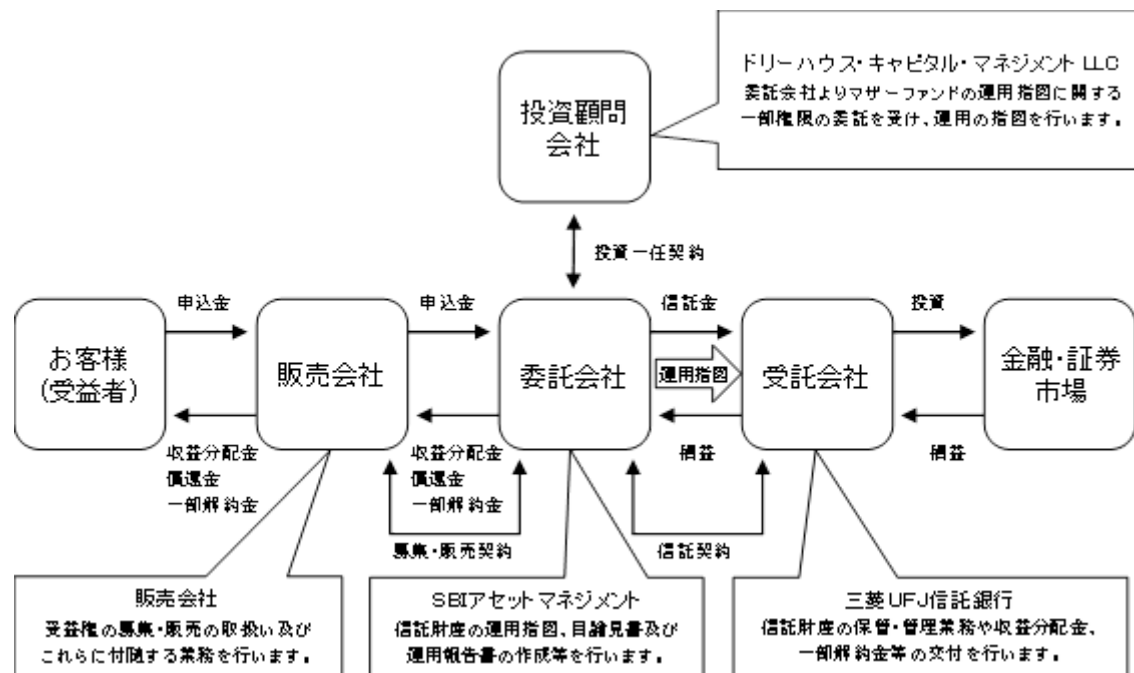 ドリーハウス・キャピタル・マネジメント LLC
委託会社よりマザーファンドの運用指図に関する
一部権限の委託を受け、運用の指図を行います。
投資顧問
会社
投資一任契約
申込金
申込金
信託金
投資
お客様
(受益者)
販売会社
委託会社
運用指図
受託会社
金融・証券
市場
収益分配金
償還金
一部解約金
収益分配金
償還金
一部解約金
損益
損益
募集・販売契約
信託契約
販売会社
受益権の募集・販売の取扱い及び
これらに付随する業務を行います。
SBIアセットマネジメント
信託財産の運用指図、目論見書及び
運用報告書の作成等を行います。
三菱UFJ信託銀行
信託財産の保管・管理業務や収益分配金、
一部解約金等の交付を行います。